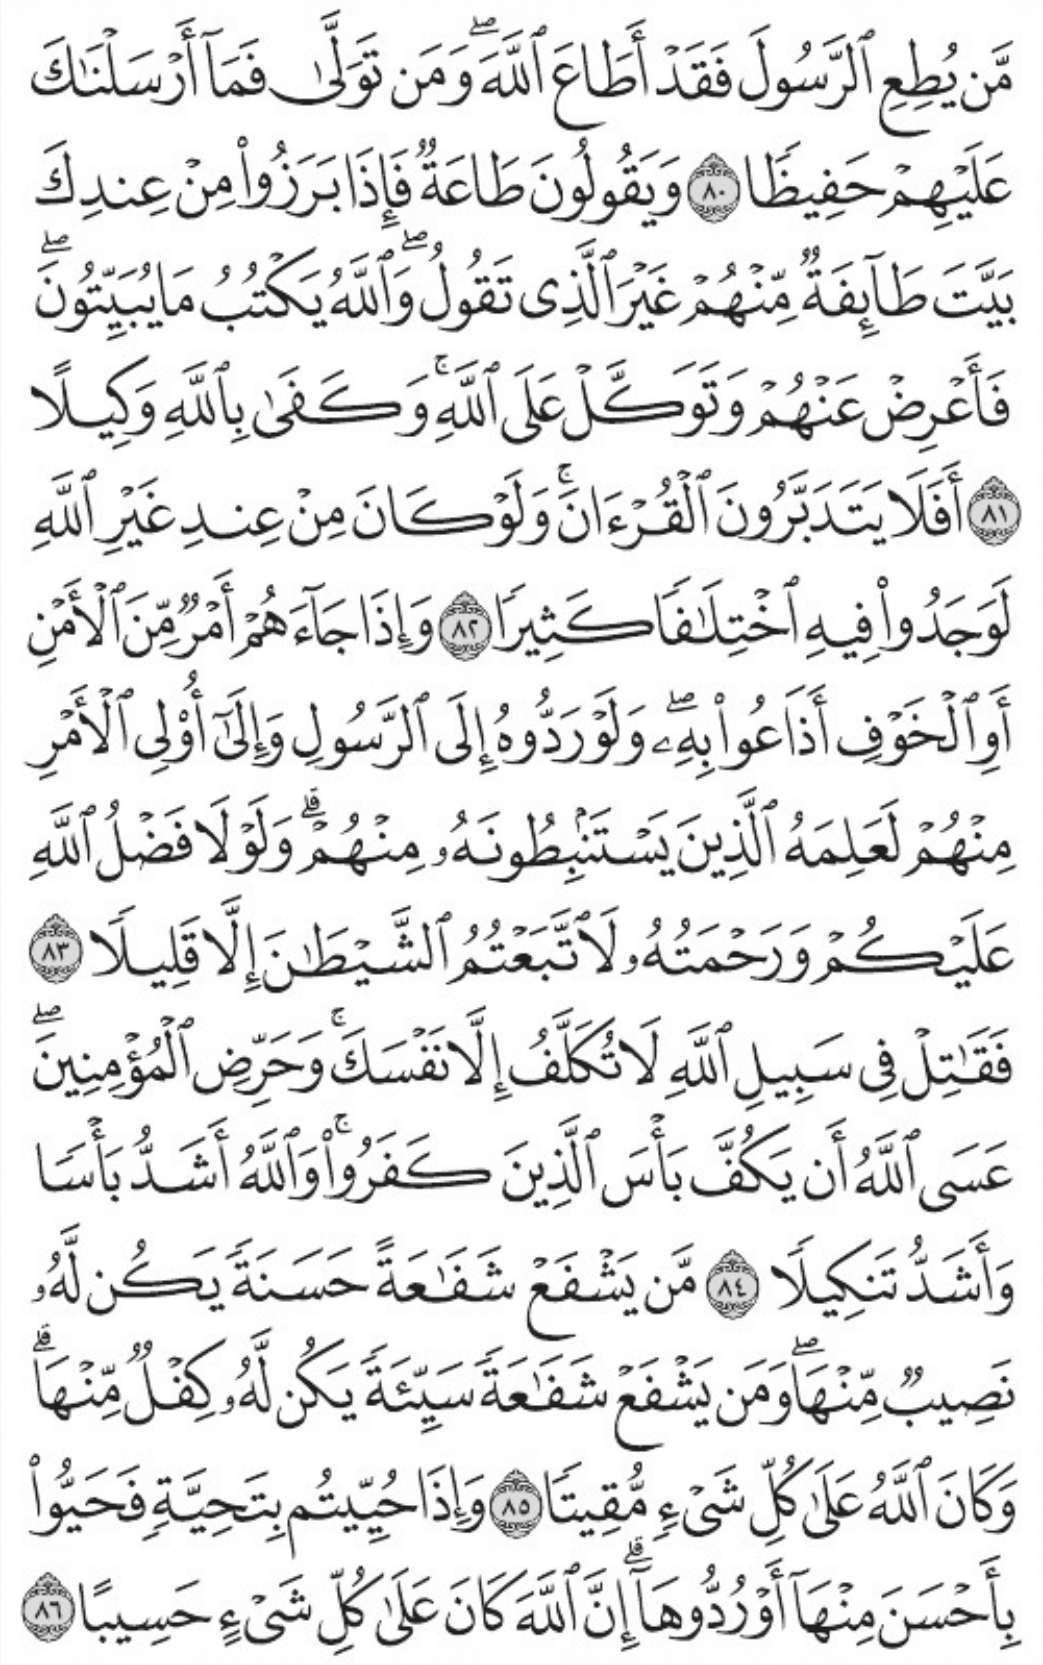 مَّن يُطِعِ ٱلرَّسُولَ فَقَدۡ أَطَاعَ ٱللَّهَۖ وَمَن تَوَلَّىٰ فَمَآ أَرۡسَلۡنَٰكَ
عَلَيۡهِمۡ حَفِيظٗا ٨٠ وَيَقُولُونَ طَاعَةٞ فَإِذَا بَرَزُواْ مِنۡ عِندِكَ
بَيَّتَ طَآئِفَةٞ مِّنۡهُمۡ غَيۡرَ ٱلَّذِي تَقُولُۖ وَٱللَّهُ يَكۡتُبُ مَا يُبَيِّتُونَۖ
فَأَعۡرِضۡ عَنۡهُمۡ وَتَوَكَّلۡ عَلَى ٱللَّهِۚ وَكَفَىٰ بِٱللَّهِ وَكِيلًا
٨١ أَفَلَا يَتَدَبَّرُونَ ٱلۡقُرۡءَانَۚ وَلَوۡ كَانَ مِنۡ عِندِ غَيۡرِ ٱللَّهِ
لَوَجَدُواْ فِيهِ ٱخۡتِلَٰفٗا كَثِيرٗا ٨٢ وَإِذَا جَآءَهُمۡ أَمۡرٞ مِّنَ ٱلۡأَمۡنِ
أَوِ ٱلۡخَوۡفِ أَذَاعُواْ بِهِۦۖ وَلَوۡ رَدُّوهُ إِلَى ٱلرَّسُولِ وَإِلَىٰٓ أُوْلِي ٱلۡأَمۡرِ
مِنۡهُمۡ لَعَلِمَهُ ٱلَّذِينَ يَسۡتَنۢبِطُونَهُۥ مِنۡهُمۡۗ وَلَوۡلَا فَضۡلُ ٱللَّهِ
عَلَيۡكُمۡ وَرَحۡمَتُهُۥ لَٱتَّبَعۡتُمُ ٱلشَّيۡطَٰنَ إِلَّا قَلِيلٗا ٨٣
فَقَٰتِلۡ فِي سَبِيلِ ٱللَّهِ لَا تُكَلَّفُ إِلَّا نَفۡسَكَۚ وَحَرِّضِ ٱلۡمُؤۡمِنِينَۖ
عَسَى ٱللَّهُ أَن يَكُفَّ بَأۡسَ ٱلَّذِينَ كَفَرُواْۚ وَٱللَّهُ أَشَدُّ بَأۡسٗا
وَأَشَدُّ تَنكِيلٗا ٨٤ مَّن يَشۡفَعۡ شَفَٰعَةً حَسَنَةٗ يَكُن لَّهُۥ
نَصِيبٞ مِّنۡهَاۖ وَمَن يَشۡفَعۡ شَفَٰعَةٗ سَيِّئَةٗ يَكُن لَّهُۥ كِفۡلٞ مِّنۡهَاۗ
وَكَانَ ٱللَّهُ عَلَىٰ كُلِّ شَيۡءٖ مُّقِيتٗا ٨٥ وَإِذَا حُيِّيتُم بِتَحِيَّةٖ فَحَيُّواْ
بِأَحۡسَنَ مِنۡهَآ أَوۡ رُدُّوهَآۗ إِنَّ ٱللَّهَ كَانَ عَلَىٰ كُلِّ شَيۡءٍ حَسِيبًا ٨٦